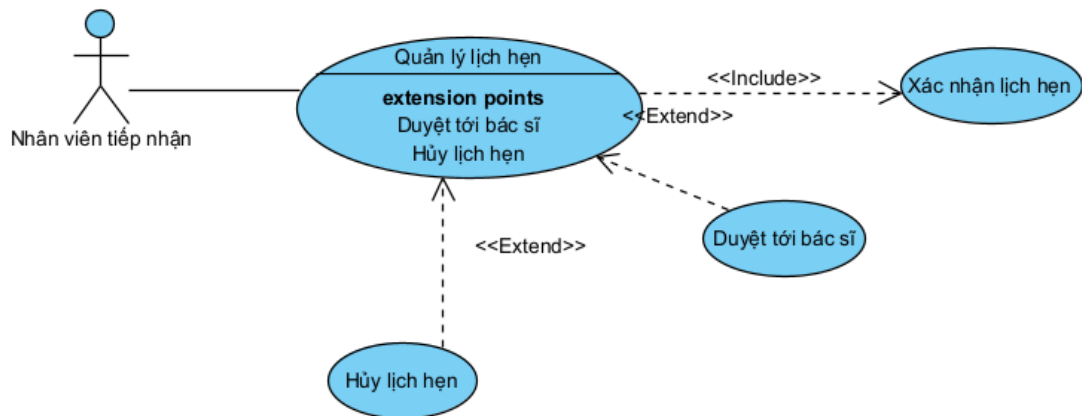 Quản lý lịch hẹn
extension points
Duyệt tới bác sĩ
Hủy lịch hẹn
<<Include>>
<<Extend>>
Xác nhận lịch hẹn
Nhân viên tiếp nhận
Duyệt tới bác sĩ
<<Extend>>
Hủy lịch hẹn